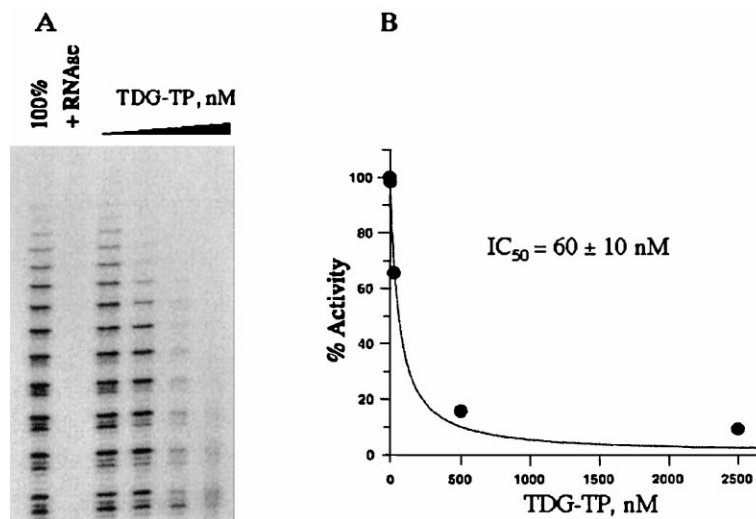 A
B
100%
+ RNAse
TDG-TP, nM
IC50 = 60 ± 10 nM
% Activity
100
80
60
40
20
0
0
500
1000
1500
2000
2500
TDG-TP, nM